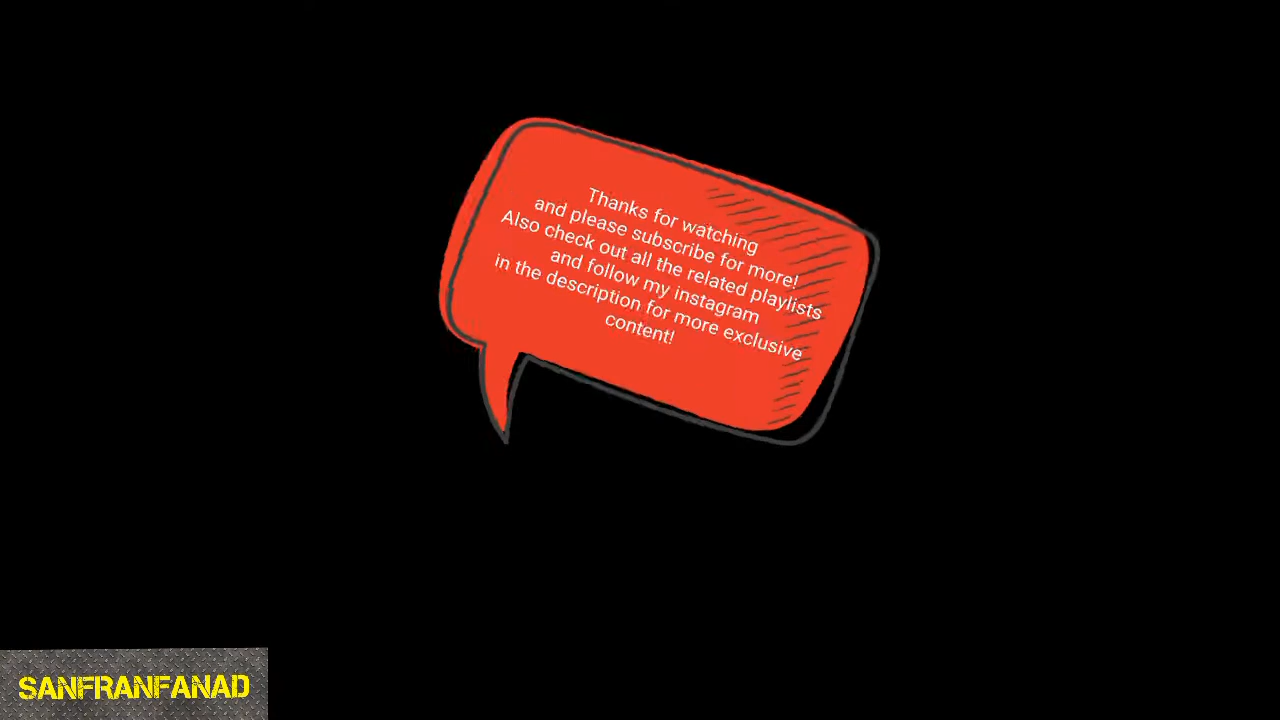 Thanks for watching
and please subscribe for more!
Also check out all the related playlists
and follow my instagram
in the description for more exclusive
content!
SANFRANFANAD